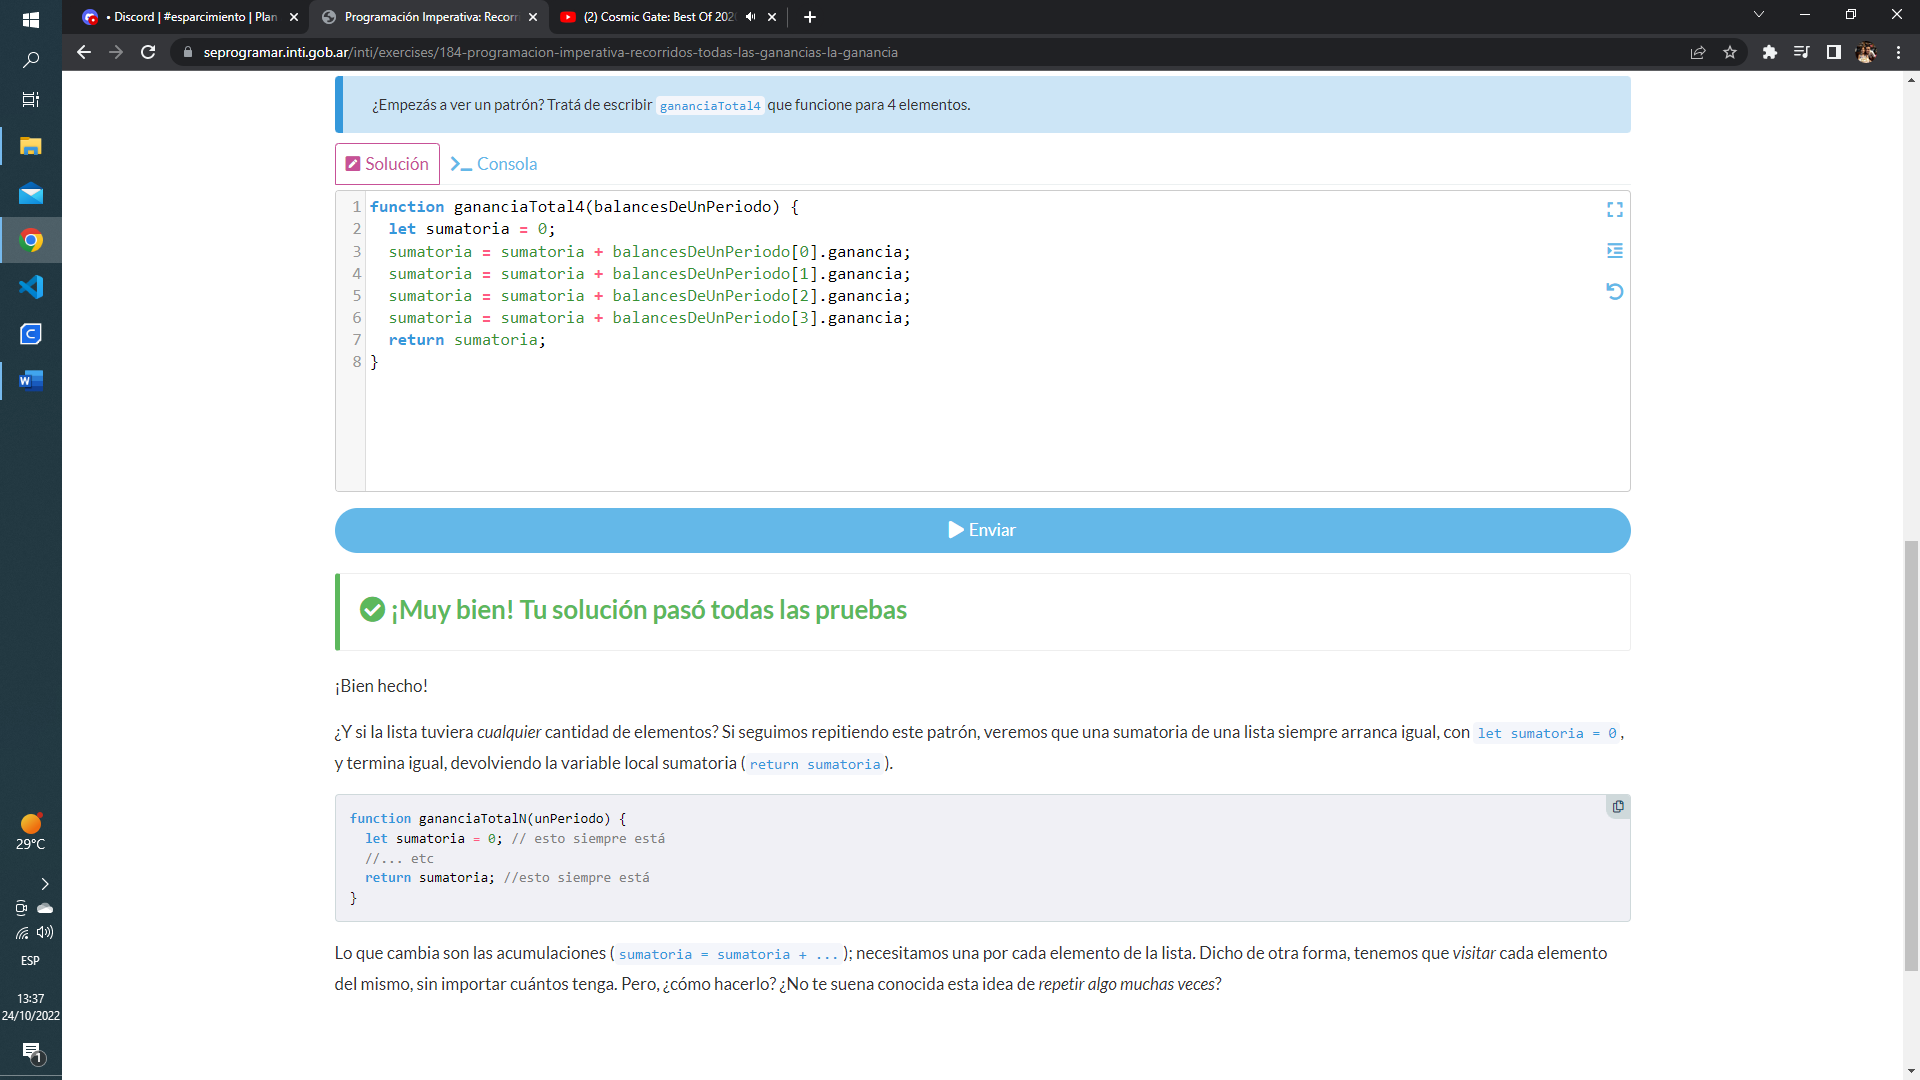 • Discord | #esparcimiento | Plan
Programación Imperativa: Recorr
(2) Cosmic Gate: Best Of 202
seprogramar.inti.gob.ar/inti/exercises/184-programacion-imperativa-recorridos-todas-las-ganancias-la-ganancia
¿Empezás a ver un patrón? Tratá de escribir gananciaTotal4 que funcione para 4 elementos.
Solución
Consola
1 function gananciaTotal4(balancesDeUnPeriodo) {
2 let sumatoria = 0;
3 sumatoria = sumatoria + balancesDeUnPeriodo[0].ganancia;
4 sumatoria = sumatoria + balancesDeUnPeriodo[1].ganancia;
5 sumatoria = sumatoria + balancesDeUnPeriodo[2].ganancia;
6 sumatoria = sumatoria + balancesDeUnPeriodo[3].ganancia;
7 return sumatoria;
8 }
Enviar
¡Muy bien! Tu solución pasó todas las pruebas
¡Bien hecho!
¿Y si la lista tuviera cualquier cantidad de elementos? Si seguimos repitiendo este patrón, veremos que una sumatoria de una lista siempre arranca igual, con let sumatoria = 0,
y termina igual, devolviendo la variable local sumatoria (return sumatoria).
function gananciaTotalN(unPeriodo) {
let sumatoria = 0; // esto siempre está
//... etc
return sumatoria; //esto siempre está
}
Lo que cambia son las acumulaciones (sumatoria = sumatoria + ...); necesitamos una por cada elemento de la lista. Dicho de otra forma, tenemos que visitar cada elemento
del mismo, sin importar cuántos tenga. Pero, ¿cómo hacerlo? ¿No te suena conocida esta idea de repetir algo muchas veces?
29°C
ESP
13:37
24/10/2022
1